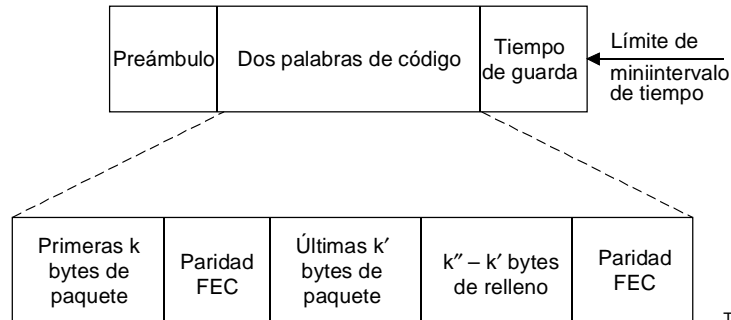 Preámbulo
Dos palabras de código
Tiempo
de guarda
Límite de
miniintervalo
de tiempo
Primeras k
bytes de
paquete
Paridad
FEC
Últimas k′
bytes de
paquete
k″ – k′ bytes
de relleno
Paridad
FEC
T